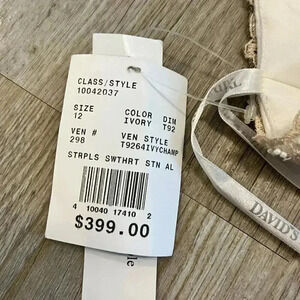 CLASS/STYLE
10042037
SIZE COLOR DIM
12 IVORY T92
VEN # VEN STYLE
298 T9264IVYCHAMP
STRPLS SWTHRT STN AL
4 10040 17410 2
$399.00
DAVID'S